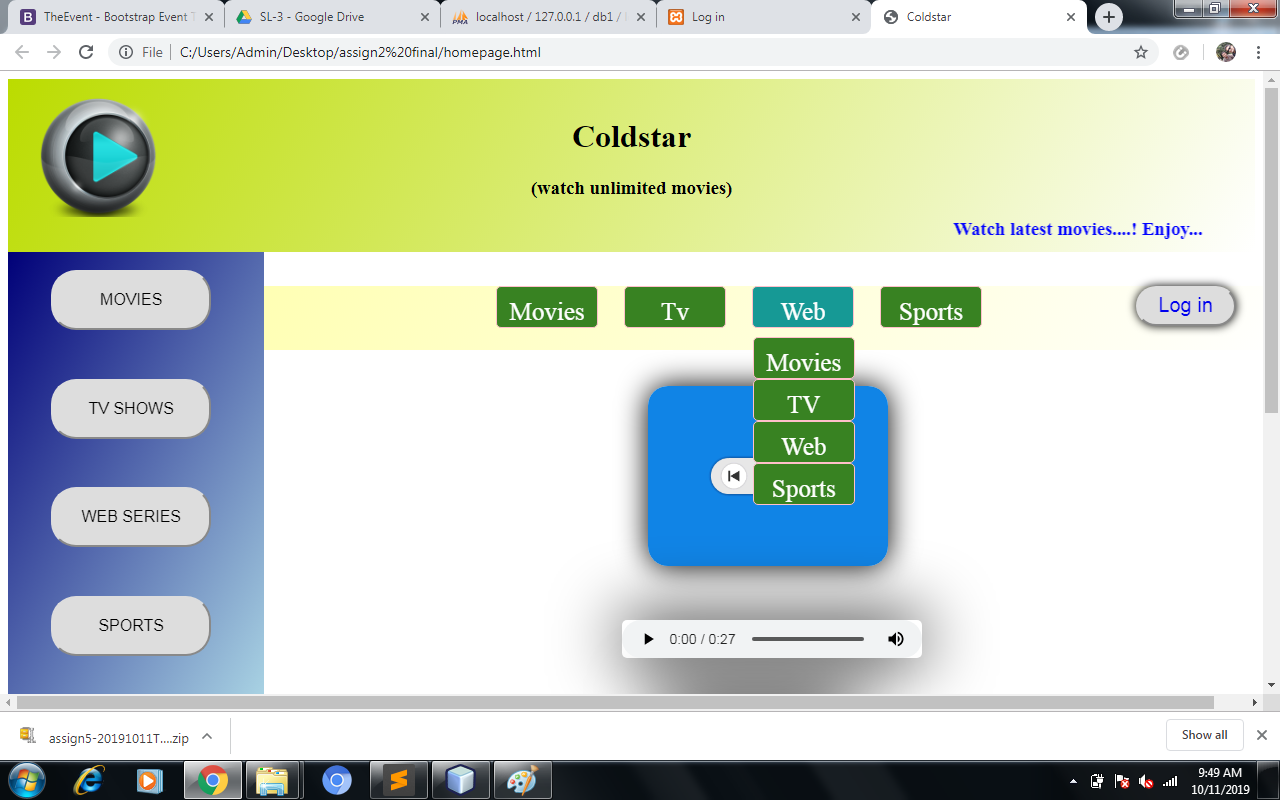 TheEvent - Bootstrap Event T
SL-3 - Google Drive
localhost / 127.0.0.1 / db1 /
Log in
Coldstar
File
C:/Users/Admin/Desktop/assign2%20final/homepage.html
Coldstar
(watch unlimited movies)
Watch latest movies....! Enjoy...
MOVIES
TV SHOWS
WEB SERIES
SPORTS
Movies Tv Web Sports
Log in
Movies
TV
Web
Sports
0:00 / 0:27
assign5-20191011T....zip
Show all
9:49 AM
10/11/2019